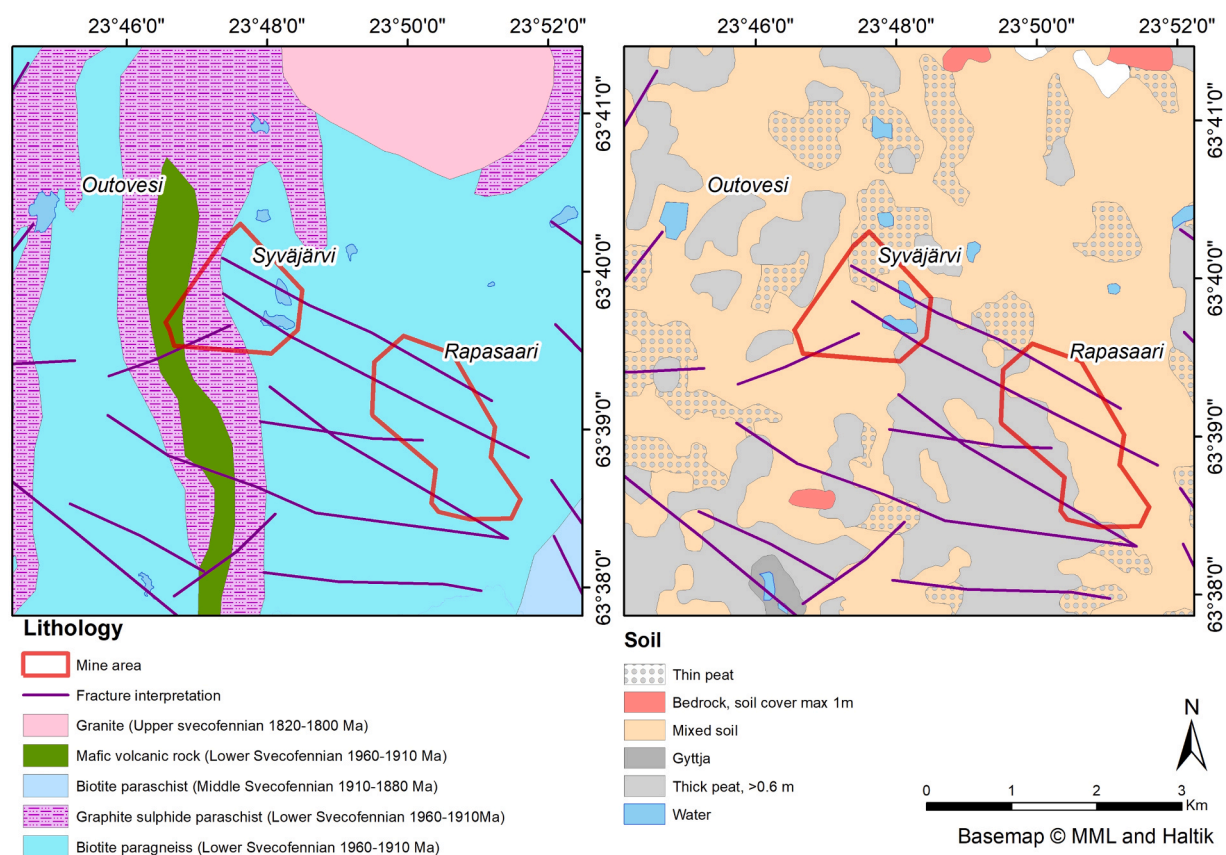 23°46'0" 23°48'0" 23°50'0" 23°52'0"
63°41'0"
63°40'0"
63°39'0"
63°38'0"
Outovesi
Syväjärvi
Rapasaari
23°46'0" 23°48'0" 23°50'0" 23°52'0"
63°41'0"
63°40'0"
63°39'0"
63°38'0"
Outovesi
Syväjärvi
Rapasaari
Lithology
Mine area
Fracture interpretation
Granite (Upper svecofennian 1820-1800 Ma)
Mafic volcanic rock (Lower Svecofennian 1960-1910 Ma)
Biotite paraschist (Middle Svecofennian 1910-1880 Ma)
Graphite sulphide paraschist (Lower Svecofennian 1960-1910Ma)
Biotite paragneiss (Lower Svecofennian 1960-1910 Ma)
Soil
Thin peat
Bedrock, soil cover max 1m
Mixed soil
Gyttja
Thick peat, >0.6 m
Water
N
0 1 2 3
Km
Basemap © MML and Haltik